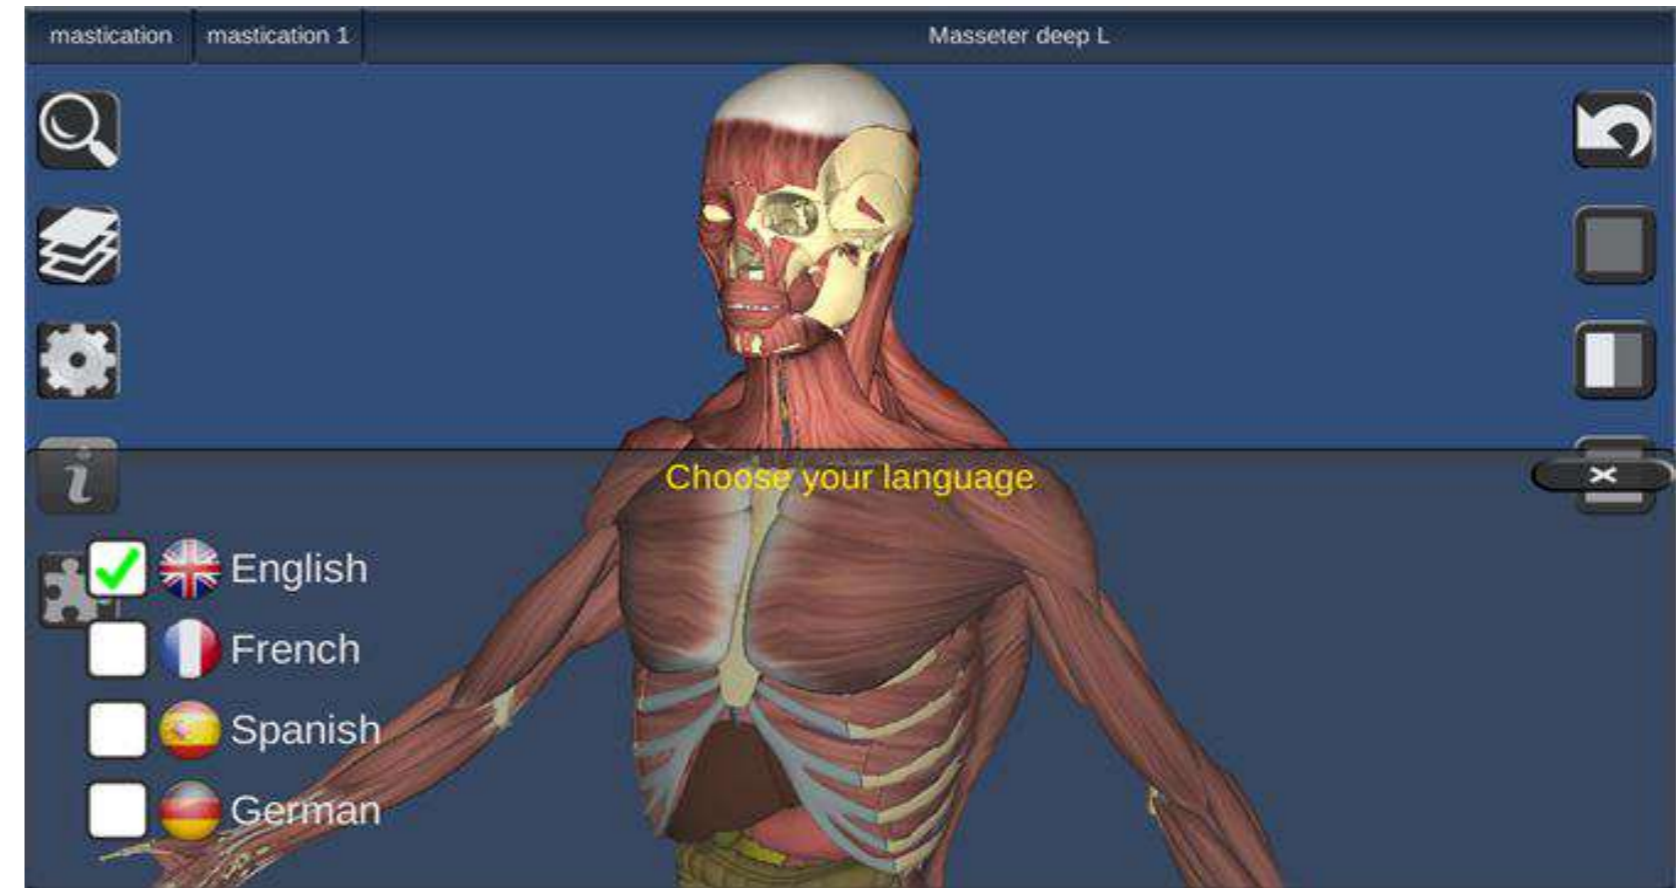 mastication
mastication 1
Masseter deep L
Choose your language
English
French
Spanish
German